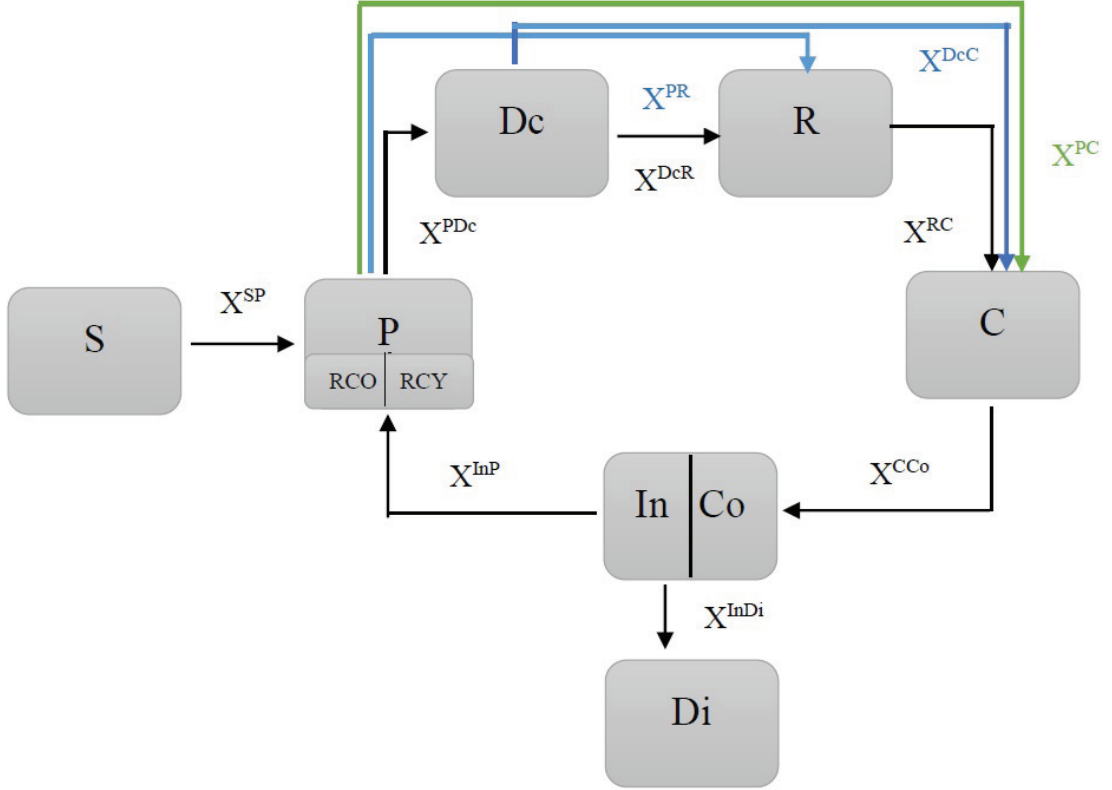 Dc
X^PR
R
X^DcC
X^PC
X^DcR
X^PDc
X^RC
S
X^SP
P
RCO RCY
C
X^InP
In Co
X^CCo
X^InDi
Di